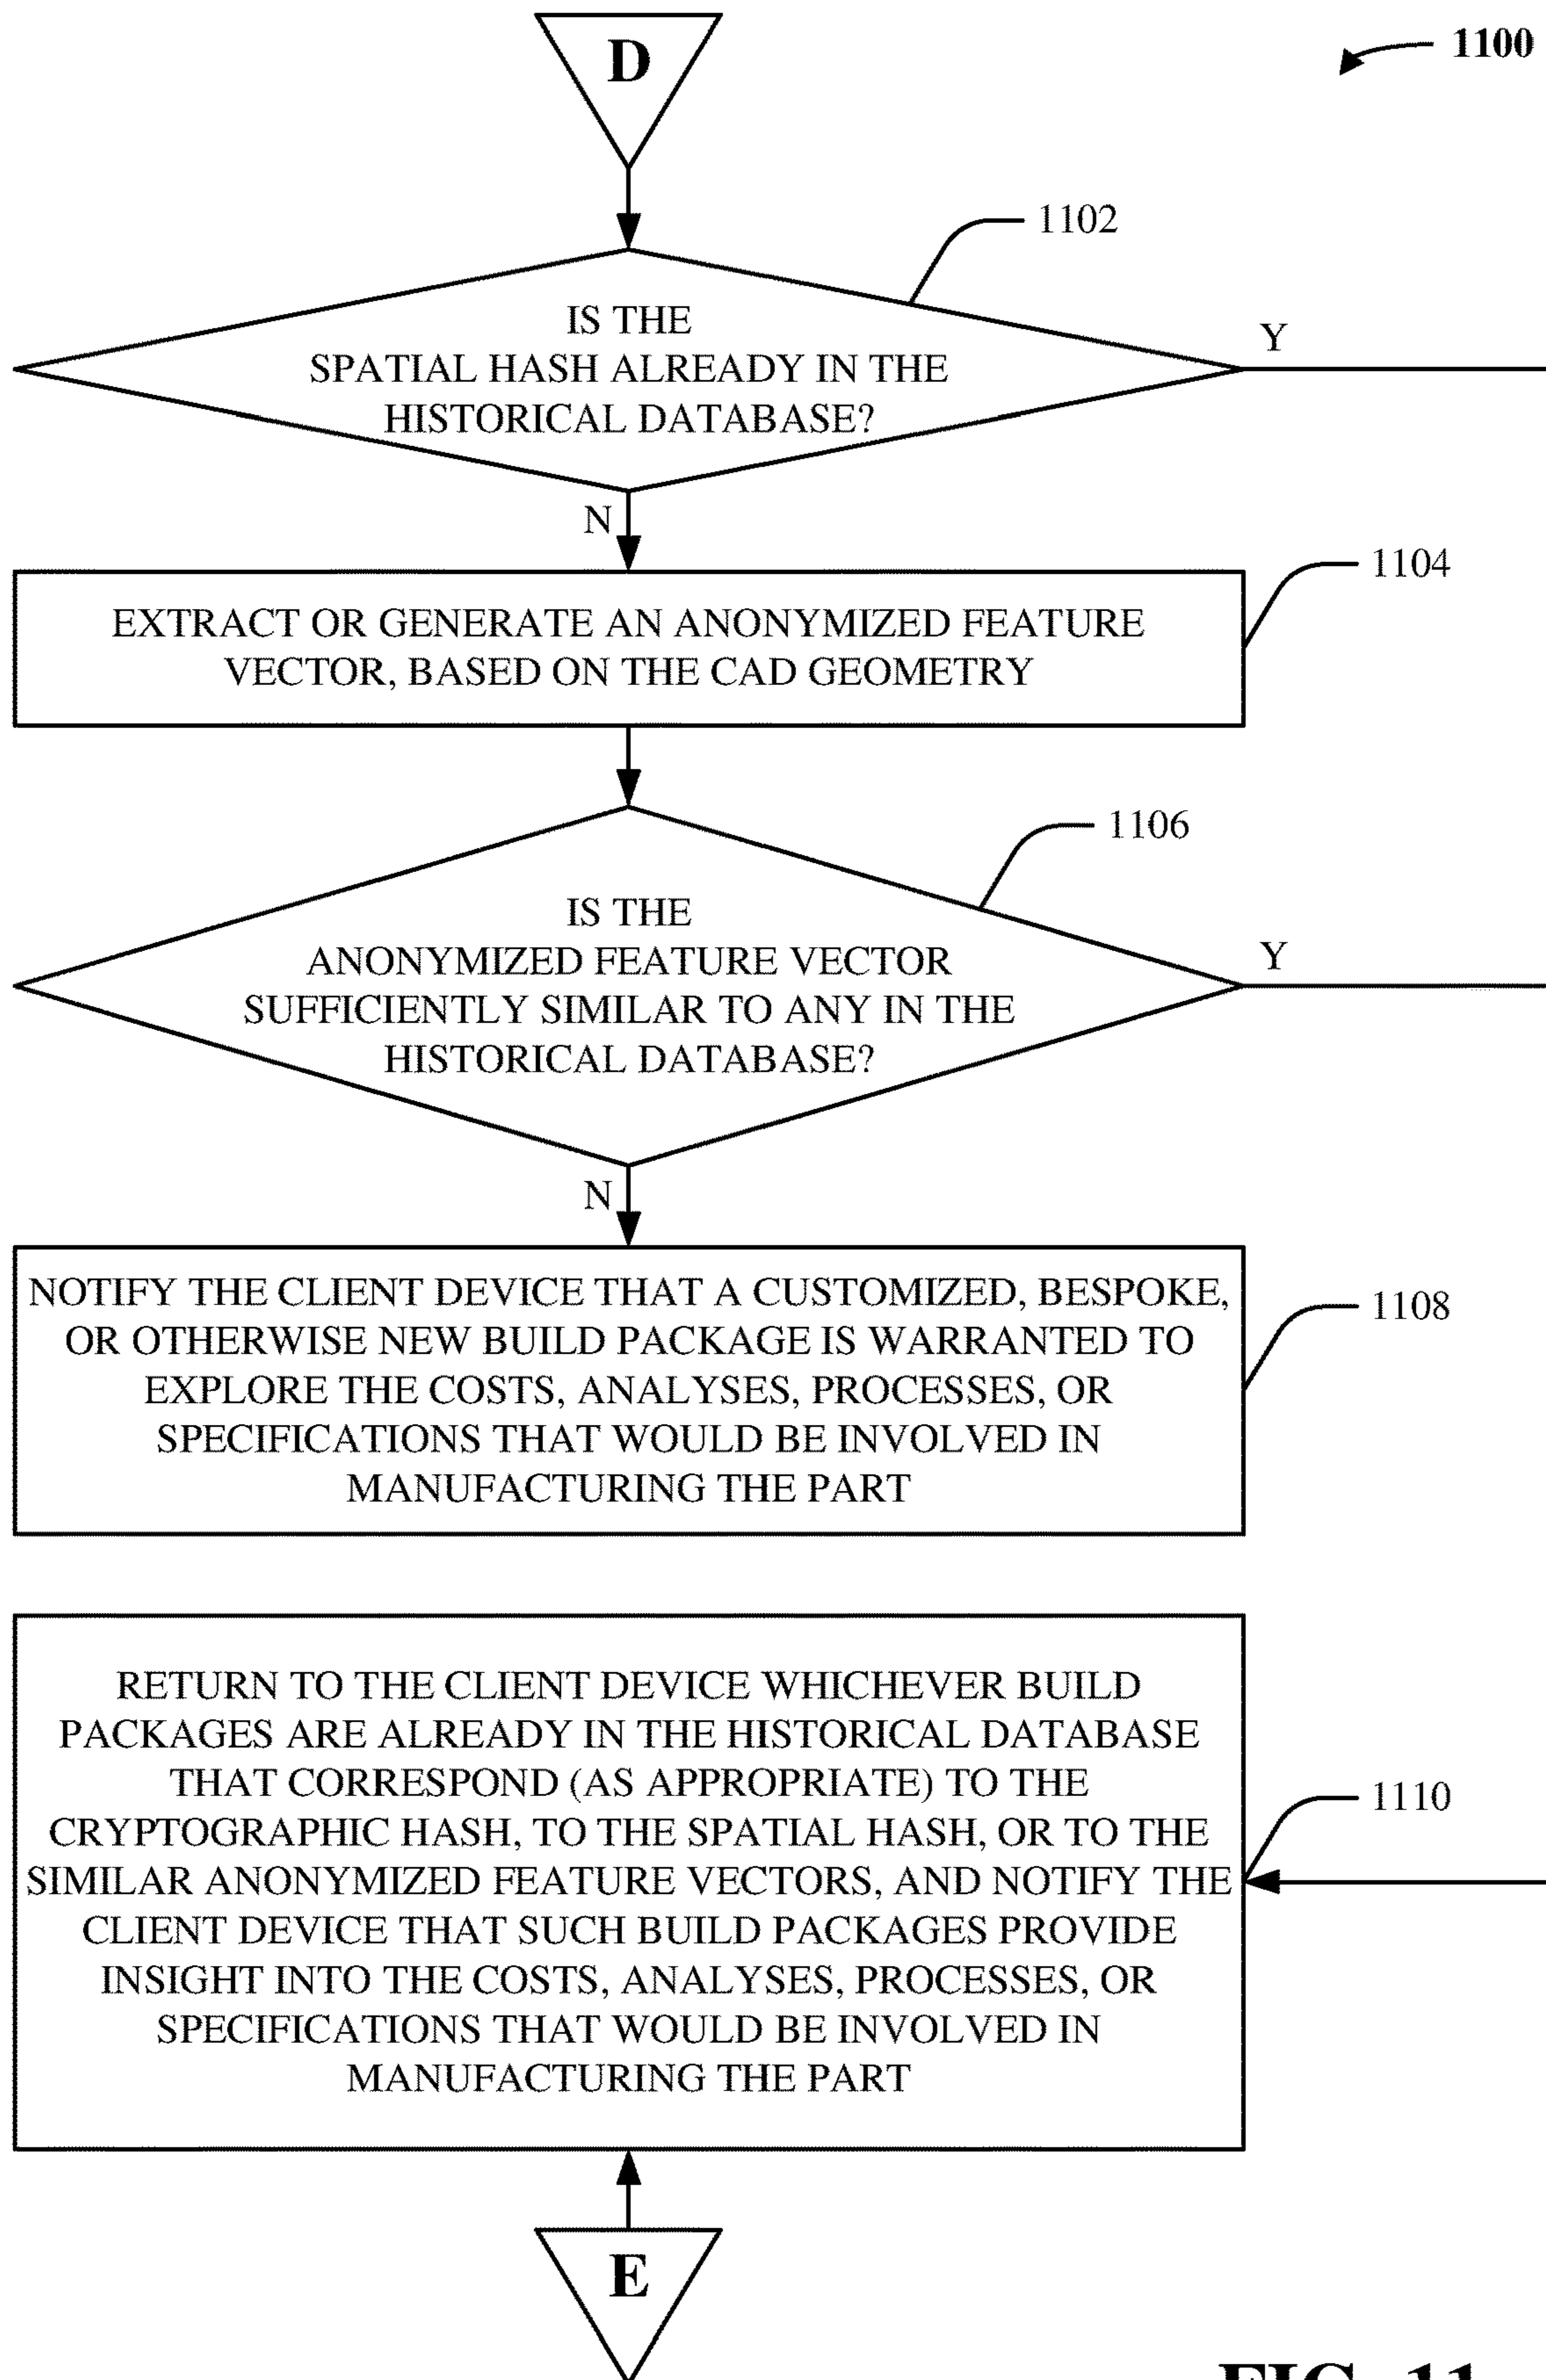 D
1100
1102
IS THE
SPATIAL HASH ALREADY IN THE
HISTORICAL DATABASE?
Y
N
1104
EXTRACT OR GENERATE AN ANONYMIZED FEATURE
VECTOR, BASED ON THE CAD GEOMETRY
1106
IS THE
ANONYMIZED FEATURE VECTOR
SUFFICIENTLY SIMILAR TO ANY IN THE
HISTORICAL DATABASE?
Y
N
NOTIFY THE CLIENT DEVICE THAT A CUSTOMIZED, BESPOKE,
OR OTHERWISE NEW BUILD PACKAGE IS WARRANTED TO
EXPLORE THE COSTS, ANALYSES, PROCESSES, OR
SPECIFICATIONS THAT WOULD BE INVOLVED IN
MANUFACTURING THE PART
1108
RETURN TO THE CLIENT DEVICE WHICHEVER BUILD
PACKAGES ARE ALREADY IN THE HISTORICAL DATABASE
THAT CORRESPOND (AS APPROPRIATE) TO THE
CRYPTOGRAPHIC HASH, TO THE SPATIAL HASH, OR TO THE
SIMILAR ANONYMIZED FEATURE VECTORS, AND NOTIFY THE
CLIENT DEVICE THAT SUCH BUILD PACKAGES PROVIDE
INSIGHT INTO THE COSTS, ANALYSES, PROCESSES, OR
SPECIFICATIONS THAT WOULD BE INVOLVED IN
MANUFACTURING THE PART
1110
E
FIG. 11